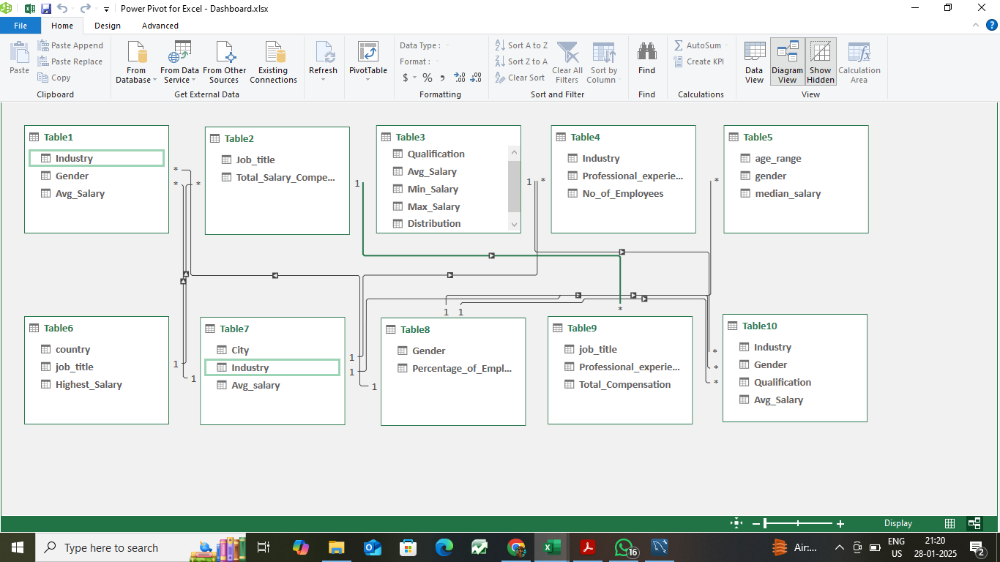 Power Pivot for Excel - Dashboard.xlsx
File Home Design Advanced
Paste
Paste Append
Paste Replace
Copy
Clipboard
From Database
From Data Service
From Other Sources
Existing Connections
Get External Data
Refresh
PivotTable
Data Type :
Format :
$ % , .00 .00
Formatting
Sort A to Z
Sort Z to A
Clear Sort
Clear All Filters
Sort by Column
Sort and Filter
Find
Find
AutoSum
Create KPI
Calculations
Data View
Diagram View
Show Hidden
Calculation Area
View
Table1
Industry
Gender
Avg_Salary
Table2
Job_title
Total_Salary_Compe...
Table3
Qualification
Avg_Salary
Min_Salary
Max_Salary
Distribution
Table4
Industry
Professional_experie...
No_of_Employees
Table5
age_range
gender
median_salary
* * * 1 1 * *
1 1 *
Table6
country
job_title
Highest_Salary
Table7
City
Industry
Avg_salary
Table8
Gender
Percentage_of_Empl...
Table9
job_title
Professional_experie...
Total_Compensation
Table10
Industry
Gender
Qualification
Avg_Salary
1 1 1 1 1 * * *
Display
Type here to search
16
Air:...
ENG
US
21:20
28-01-2025
2